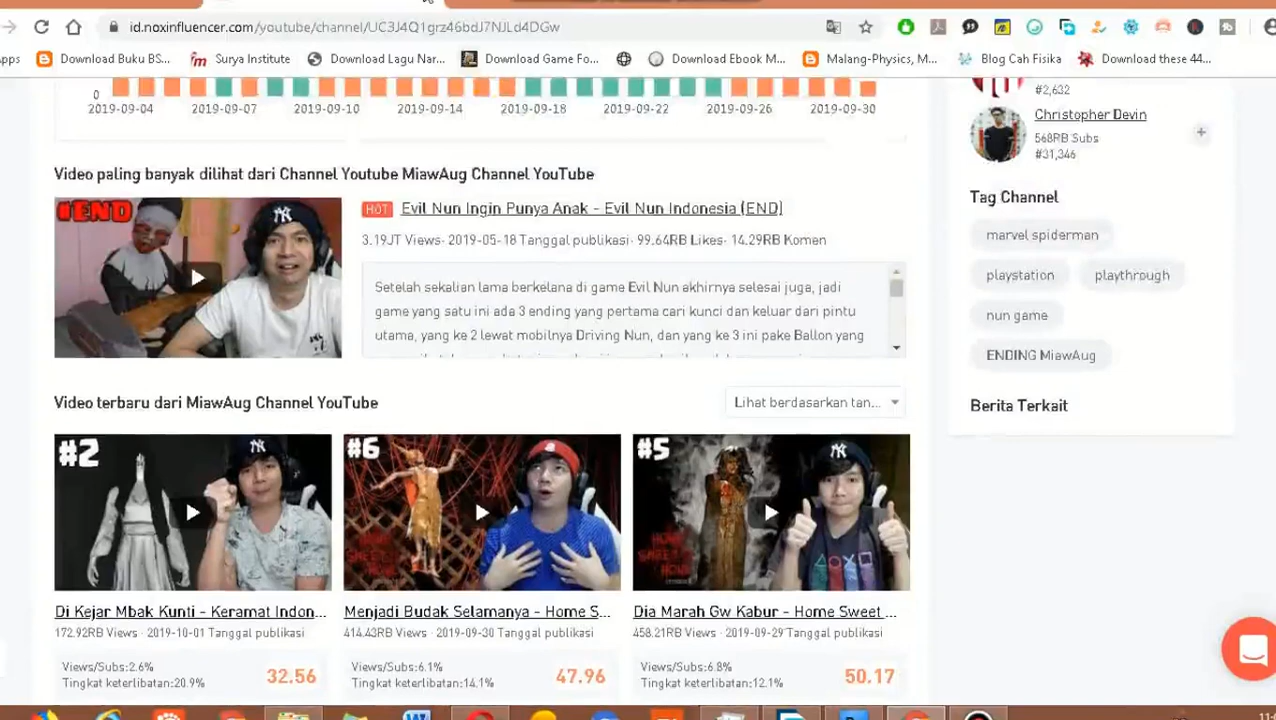 id.noxinfluencer.com/youtube/channel/UC3J4Q1grz46bdJ7NJLd4DGw
Apps Download Buku BS... Surya Institute Download Lagu Nar... Download Game Fo... Download Ebook M... Malang-Physics, M... Blog Cah Fisika Download these 44...
0
2019-09-04 2019-09-07 2019-09-10 2019-09-14 2019-09-18 2019-09-22 2019-09-26 2019-09-30
#2,632
Christopher Devin
568RB Subs
#31,346
+
Video paling banyak dilihat dari Channel Youtube MiawAug Channel YouTube
#END
HOT Evil Nun Ingin Punya Anak - Evil Nun Indonesia (END)
3.19JT Views· 2019-05-18 Tanggal publikasi· 99.64RB Likes· 14.29RB Komen
Setelah sekalian lama berkelana di game Evil Nun akhirnya selesai juga, jadi
game yang satu ini ada 3 ending yang pertama cari kunci dan keluar dari pintu
utama, yang ke 2 lewat mobilnya Driving Nun, dan yang ke 3 ini pake Ballon yang
Tag Channel
marvel spiderman
playstation playthrough
nun game
ENDING MiawAug
Berita Terkait
Video terbaru dari MiawAug Channel YouTube
Lihat berdasarkan tan...
#2 #6 #5
HOME SWEET HOME
Di Kejar Mbak Kunti - Keramat Indon...
172.92RB Views · 2019-10-01 Tanggal publikasi
Views/Subs:2.6%
Tingkat keterlibatan:20.9%
32.56
Menjadi Budak Selamanya - Home S...
414.43RB Views · 2019-09-30 Tanggal publikasi
Views/Subs:6.1%
Tingkat keterlibatan:14.1%
47.96
Dia Marah Gw Kabur - Home Sweet ...
458.21RB Views · 2019-09-29 Tanggal publikasi
Views/Subs:6.8%
Tingkat keterlibatan:12.1%
50.17